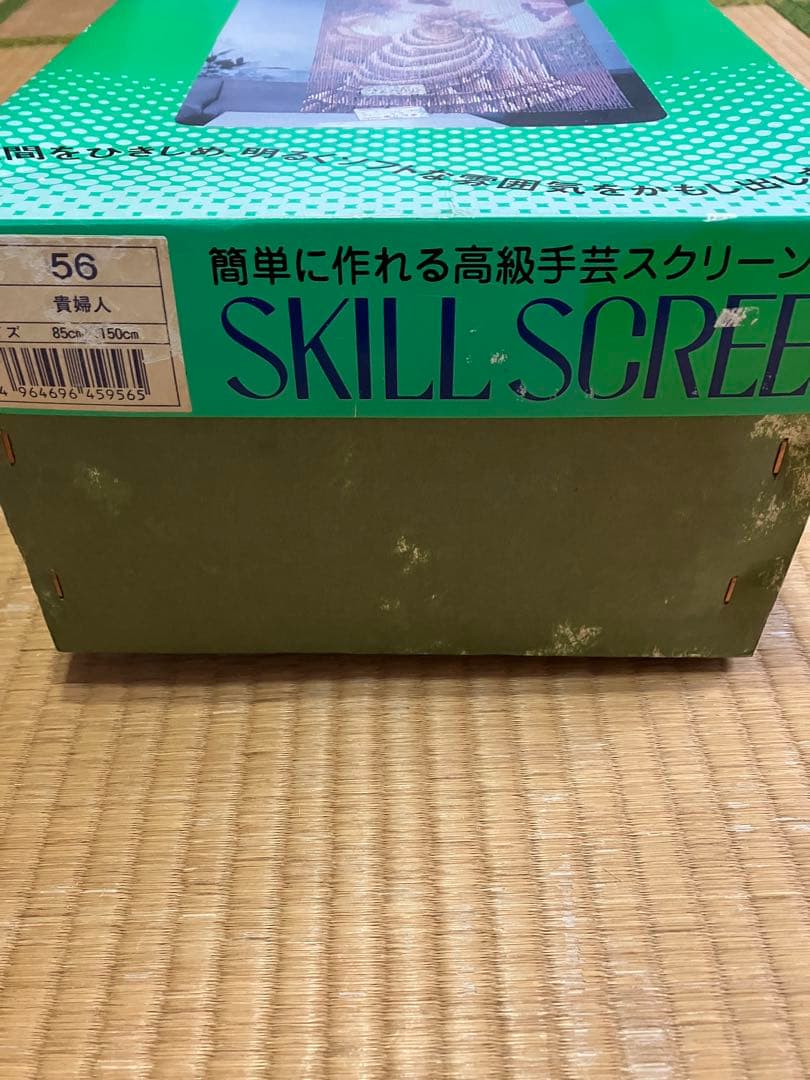 間をひきしめ、明るくソフトな雰囲気をかもし出し
56
貴婦人
ズ 85cm 150cm
4 964696 459565
簡単に作れる高級手芸スクリーン
SKILL SCREE